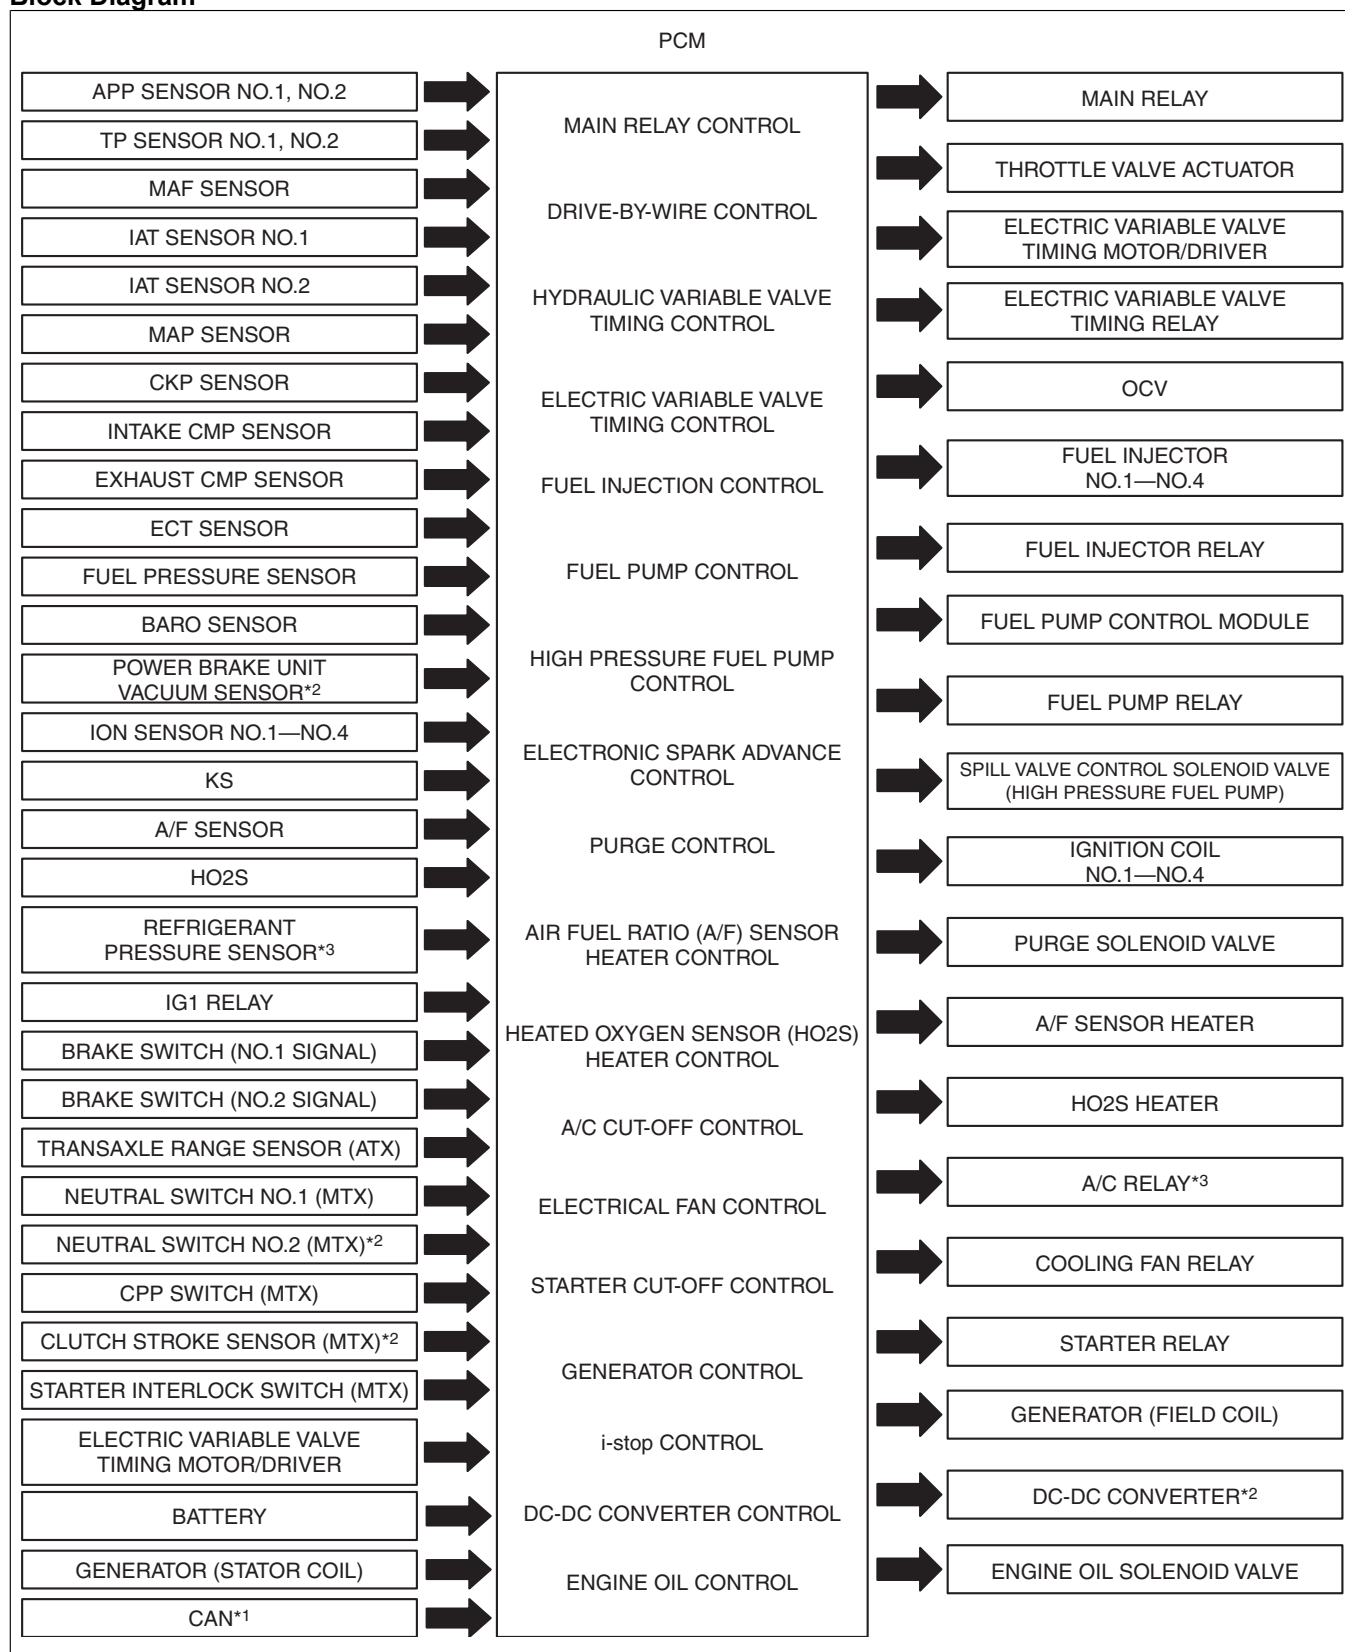 Block Diagram
PCM
APP SENSOR NO.1, NO.2
TP SENSOR NO.1, NO.2
MAF SENSOR
IAT SENSOR NO.1
IAT SENSOR NO.2
MAP SENSOR
CKP SENSOR
INTAKE CMP SENSOR
EXHAUST CMP SENSOR
ECT SENSOR
FUEL PRESSURE SENSOR
BARO SENSOR
POWER BRAKE UNIT
VACUUM SENSOR*2
ION SENSOR NO.1—NO.4
KS
A/F SENSOR
HO2S
REFRIGERANT
PRESSURE SENSOR*3
IG1 RELAY
BRAKE SWITCH (NO.1 SIGNAL)
BRAKE SWITCH (NO.2 SIGNAL)
TRANSAXLE RANGE SENSOR (ATX)
NEUTRAL SWITCH NO.1 (MTX)
NEUTRAL SWITCH NO.2 (MTX)*2
CPP SWITCH (MTX)
CLUTCH STROKE SENSOR (MTX)*2
STARTER INTERLOCK SWITCH (MTX)
ELECTRIC VARIABLE VALVE
TIMING MOTOR/DRIVER
BATTERY
GENERATOR (STATOR COIL)
CAN*1
MAIN RELAY CONTROL
DRIVE-BY-WIRE CONTROL
HYDRAULIC VARIABLE VALVE
TIMING CONTROL
ELECTRIC VARIABLE VALVE
TIMING CONTROL
FUEL INJECTION CONTROL
FUEL PUMP CONTROL
HIGH PRESSURE FUEL PUMP
CONTROL
ELECTRONIC SPARK ADVANCE
CONTROL
PURGE CONTROL
AIR FUEL RATIO (A/F) SENSOR
HEATER CONTROL
HEATED OXYGEN SENSOR (HO2S)
HEATER CONTROL
A/C CUT-OFF CONTROL
ELECTRICAL FAN CONTROL
STARTER CUT-OFF CONTROL
GENERATOR CONTROL
i-stop CONTROL
DC-DC CONVERTER CONTROL
ENGINE OIL CONTROL
MAIN RELAY
THROTTLE VALVE ACTUATOR
ELECTRIC VARIABLE VALVE
TIMING MOTOR/DRIVER
ELECTRIC VARIABLE VALVE
TIMING RELAY
OCV
FUEL INJECTOR
NO.1—NO.4
FUEL INJECTOR RELAY
FUEL PUMP CONTROL MODULE
FUEL PUMP RELAY
SPILL VALVE CONTROL SOLENOID VALVE
(HIGH PRESSURE FUEL PUMP)
IGNITION COIL
NO.1—NO.4
PURGE SOLENOID VALVE
A/F SENSOR HEATER
HO2S HEATER
A/C RELAY*3
COOLING FAN RELAY
STARTER RELAY
GENERATOR (FIELD COIL)
DC-DC CONVERTER*2
ENGINE OIL SOLENOID VALVE